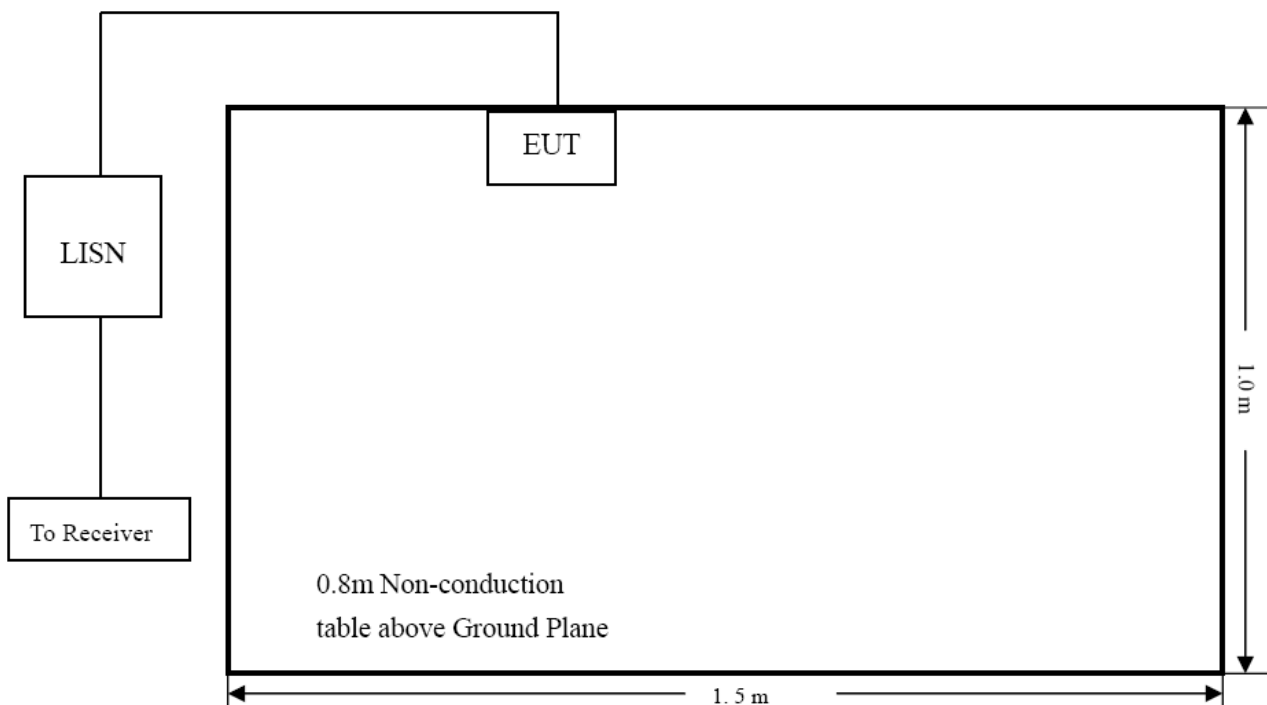 EUT
LISN
1.0 m
To Receiver
0.8m Non-conduction
table above Ground Plane
1. 5 m